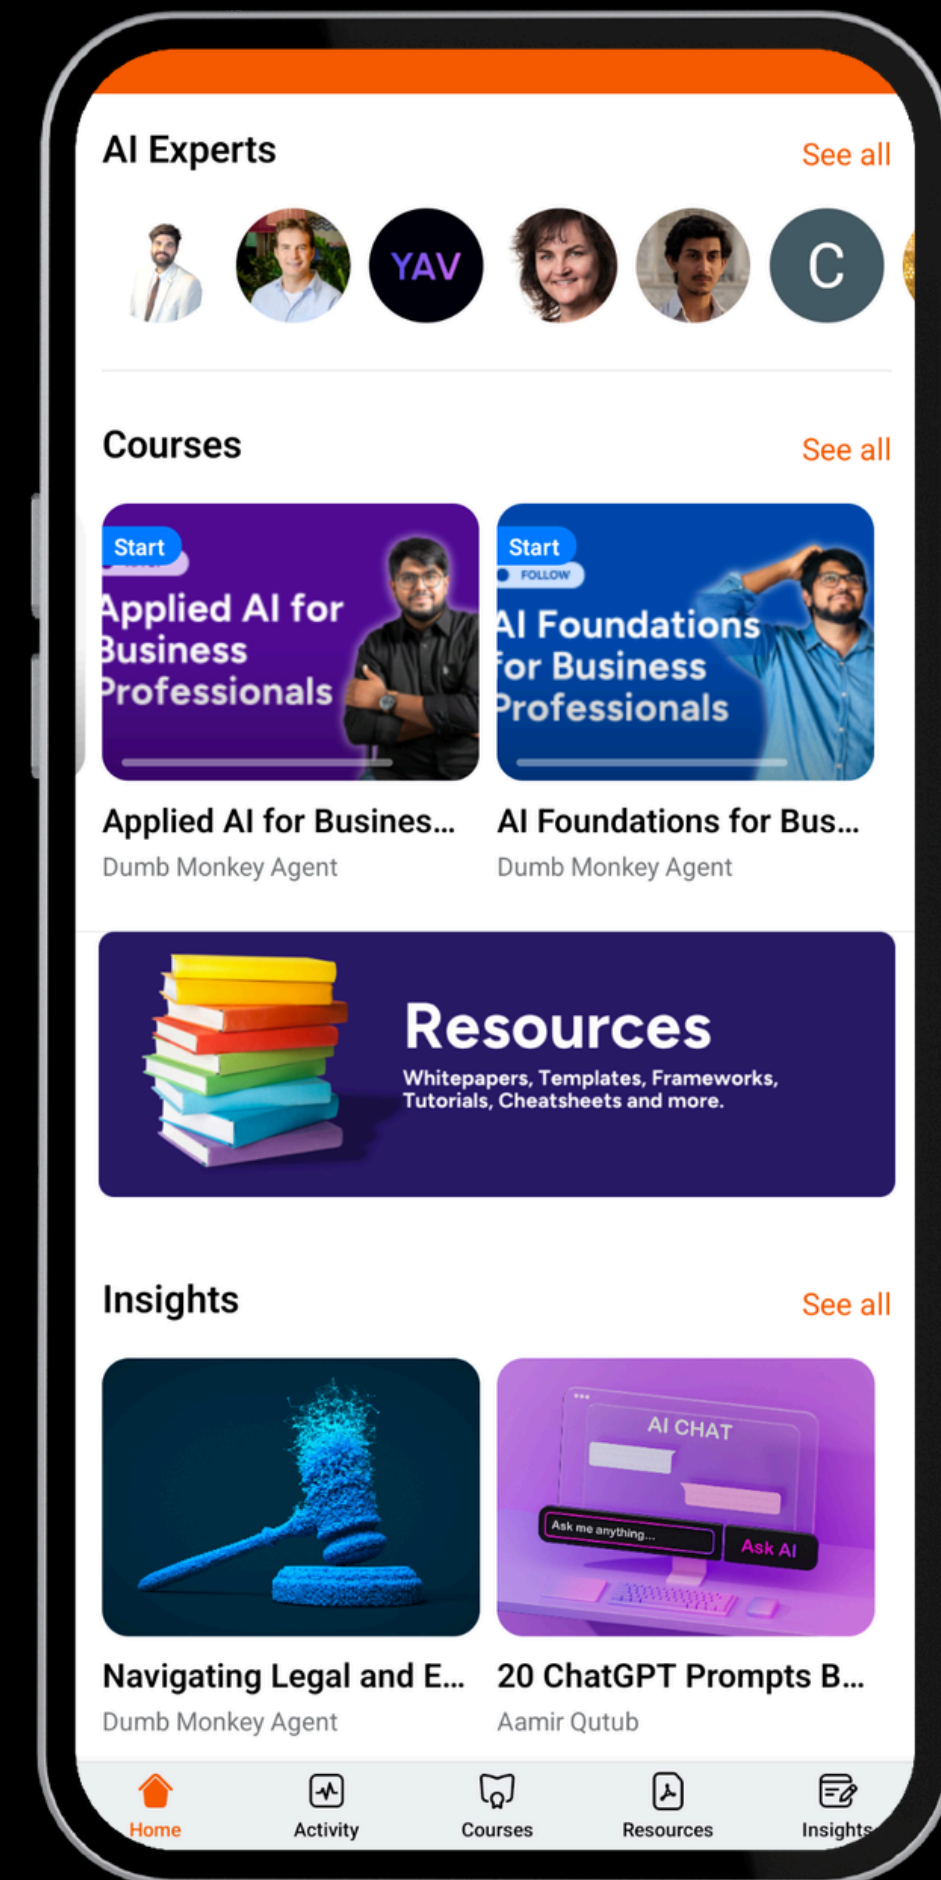 AI Experts
See all
YAV
C
Courses
See all
Start
Applied AI for
Business
Professionals
Start
FOLLOW
AI Foundations
for Business
Professionals
Applied AI for Busines...
Dumb Monkey Agent
AI Foundations for Bus...
Dumb Monkey Agent
Resources
Whitepapers, Templates, Frameworks,
Tutorials, Cheatsheets and more.
Insights
See all
AI CHAT
Ask me anything...
Ask AI
Navigating Legal and E...
Dumb Monkey Agent
20 ChatGPT Prompts B...
Aamir Qutub
Home
Activity
Courses
Resources
Insights